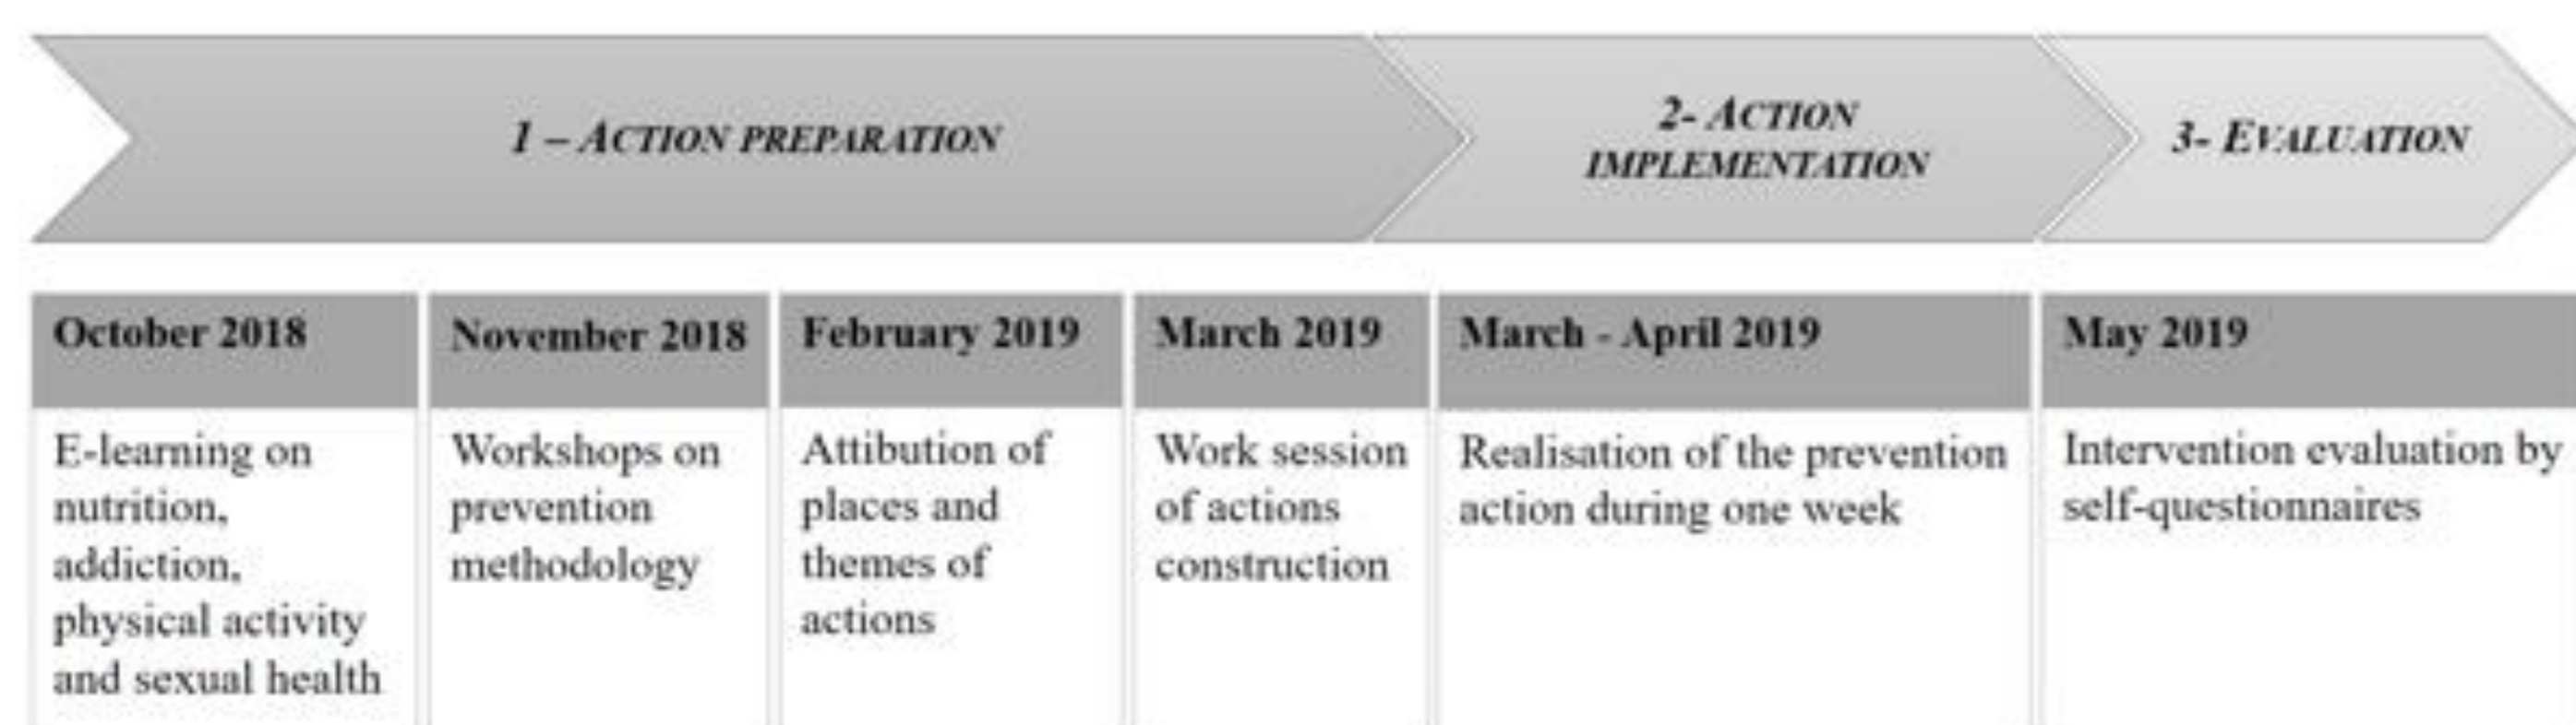 1 – ACTION PREPARATION
2- ACTION
IMPLEMENTATION
3- EVALUATION
October 2018
E-learning on
nutrition,
addiction,
physical activity
and sexual health
November 2018
Workshops on
prevention
methodology
February 2019
Attibution of
places and
themes of
actions
March 2019
Work session
of actions
construction
March - April 2019
Realisation of the prevention
action during one week
May 2019
Intervention evaluation by
self-questionnaires